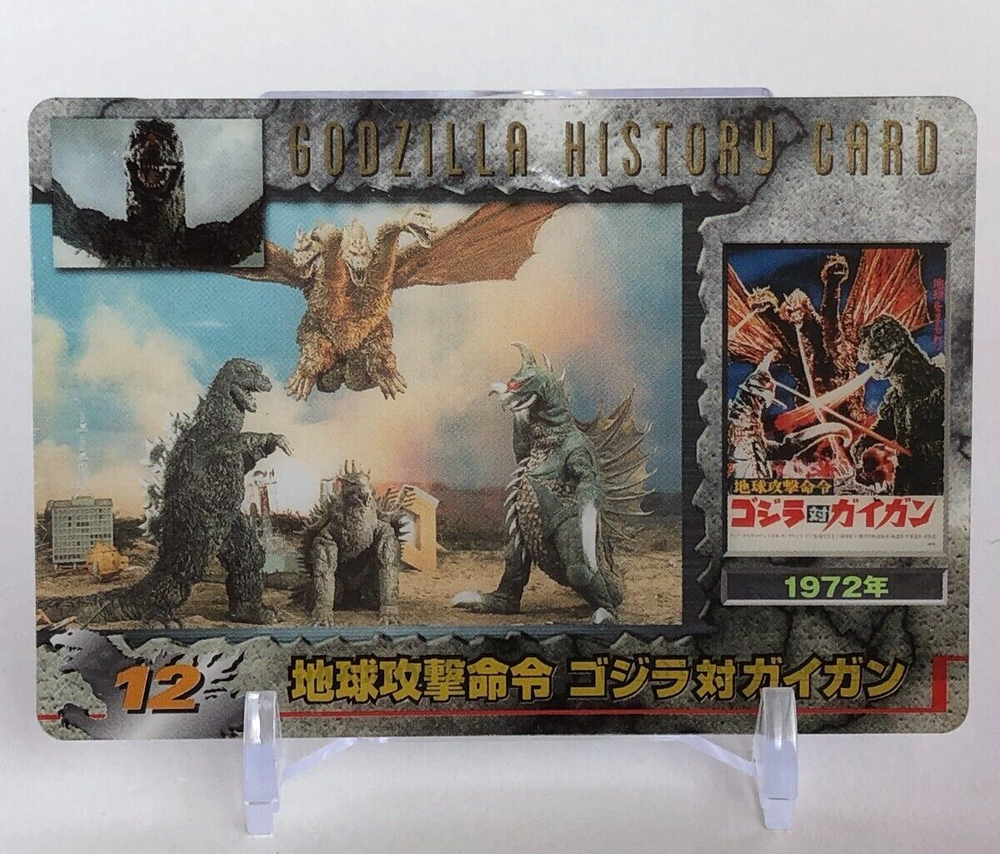 GODZILLA HISTORY CARD
地球攻撃命令
ゴジラ対ガイガン
1972年
12
地球攻撃命令 ゴジラ対ガイガン